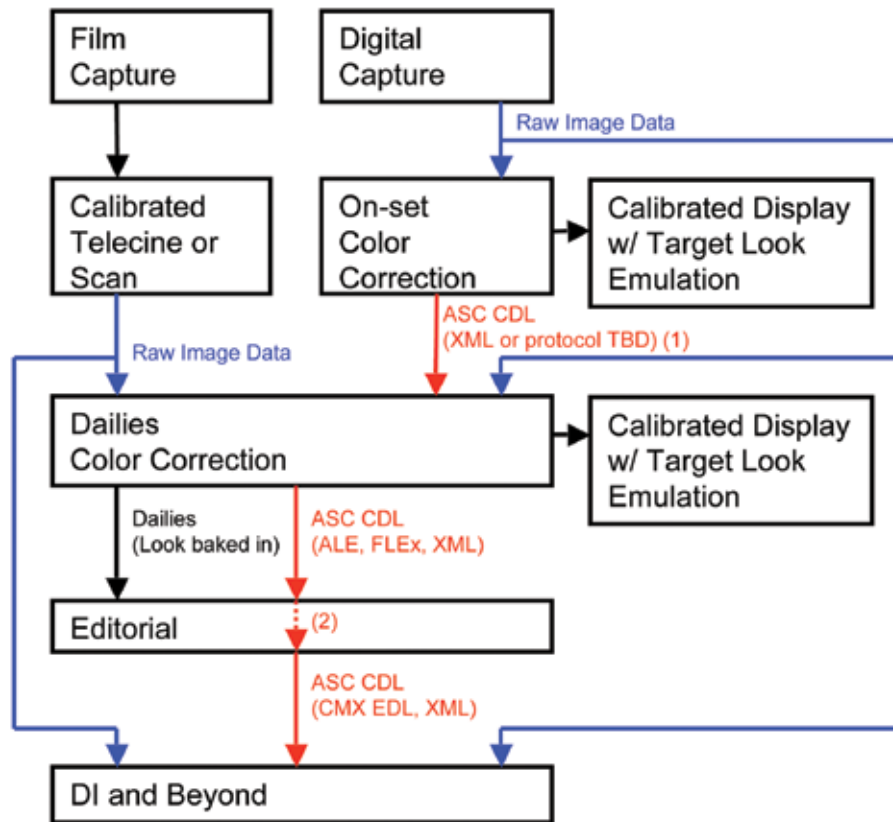 Film
Capture
Digital
Capture
Raw Image Data
Calibrated
Telecine or
Scan
On-set
Color
Correction
Calibrated Display
w/ Target Look
Emulation
ASC CDL
(XML or protocol TBD) (1)
Raw Image Data
Dailies
Color Correction
Calibrated Display
w/ Target Look
Emulation
Dailies
(Look baked in)
ASC CDL
(ALE, FLEx, XML)
Editorial
(2)
ASC CDL
(CMX EDL, XML)
DI and Beyond